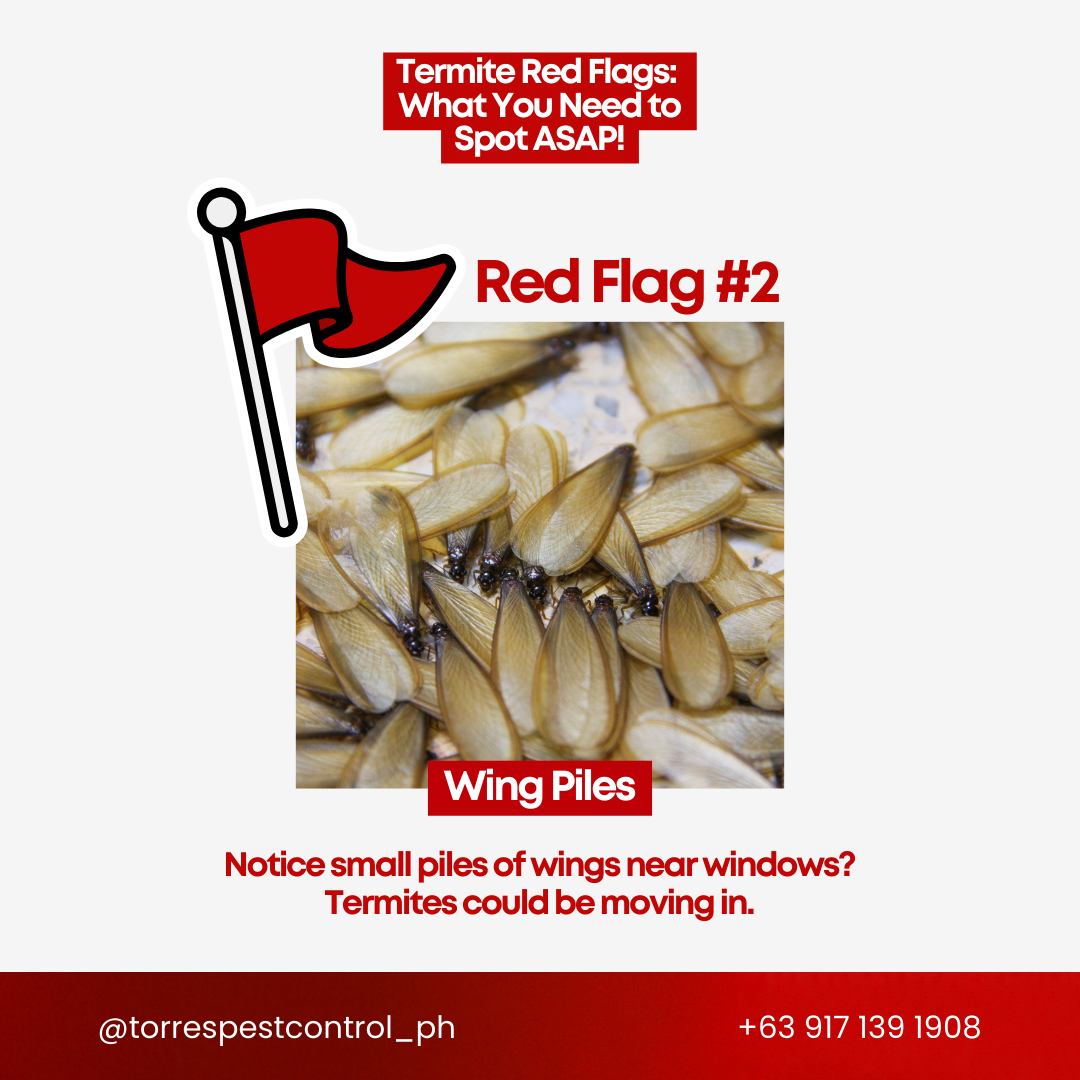 Termite Red Flags:
What You Need to
Spot ASAP!
Red Flag #2
Wing Piles
Notice small piles of wings near windows?
Termites could be moving in.
@torrespestcontrol_ph
+63 917 139 1908